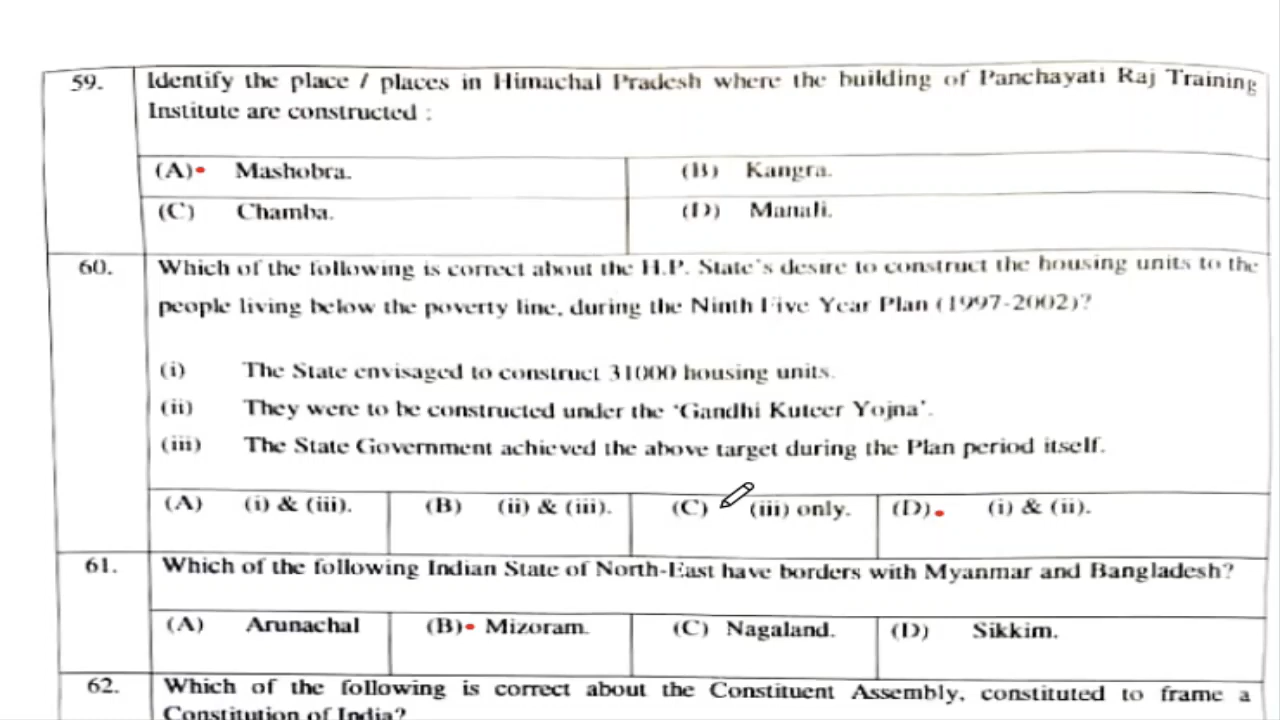 59. Identify the place / places in Himachal Pradesh where the building of Panchayati Raj Training
Institute are constructed :
(A) Mashobra. (B) Kangra.
(C) Chamba. (D) Manali.
60. Which of the following is correct about the H.P. State's desire to construct the housing units to the
people living below the poverty line, during the Ninth Five Year Plan (1997-2002)?
(i) The State envisaged to construct 31000 housing units.
(ii) They were to be constructed under the 'Gandhi Kuteer Yojna'.
(iii) The State Government achieved the above target during the Plan period itself.
(A) (i) & (iii). (B) (ii) & (iii). (C) (iii) only. (D) (i) & (ii).
61. Which of the following Indian State of North-East have borders with Myanmar and Bangladesh?
(A) Arunachal (B) Mizoram. (C) Nagaland. (D) Sikkim.
62. Which of the following is correct about the Constituent Assembly, constituted to frame a
Constitution of India?